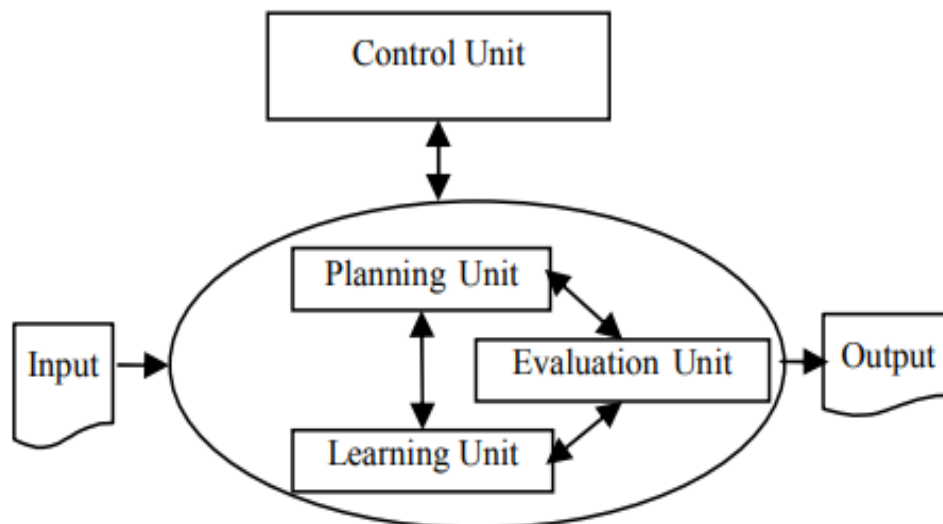 Control Unit
Planning Unit
Input
Evaluation Unit
Output
Learning Unit